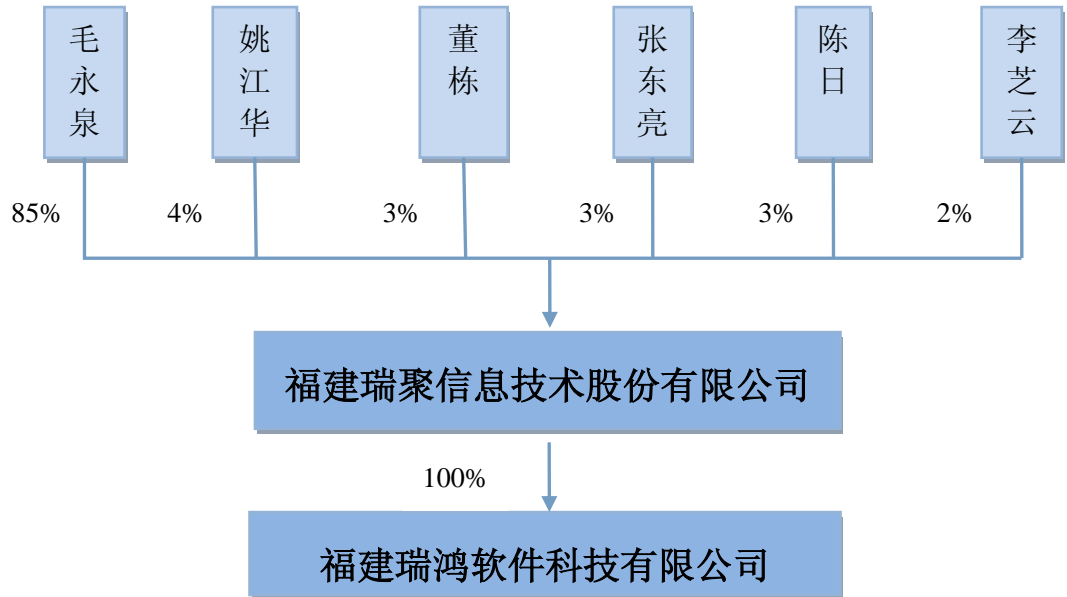 毛永泉
姚江华
董栋
张东亮
陈日
李芝云
85%
4%
3%
3%
3%
2%
福建瑞聚信息技术股份有限公司
100%
福建瑞鸿软件科技有限公司